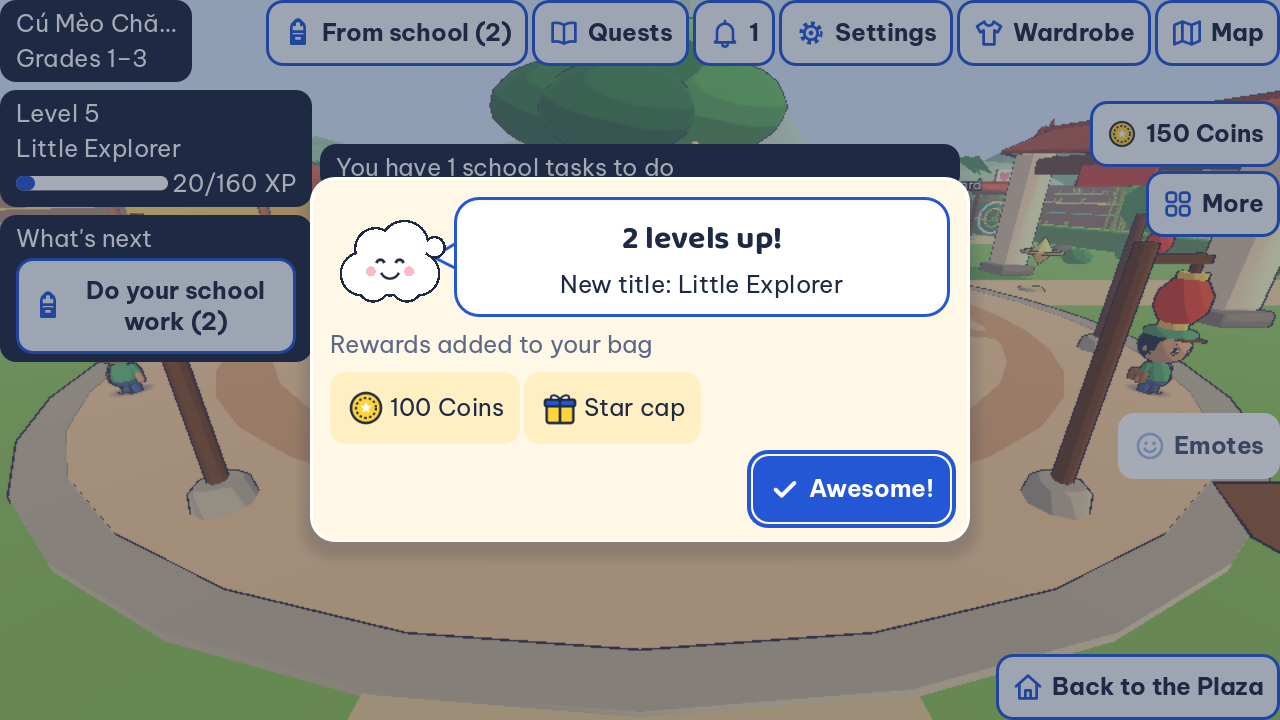 Cú Mèo Chă...
Grades 1–3
From school (2)
Quests
1
Settings
Wardrobe
Map
Level 5
Little Explorer
20/160 XP
150 Coins
More
You have 1 school tasks to do
What's next
Do your school
work (2)
2 levels up!
New title: Little Explorer
Rewards added to your bag
100 Coins
Star cap
Awesome!
Emotes
Back to the Plaza